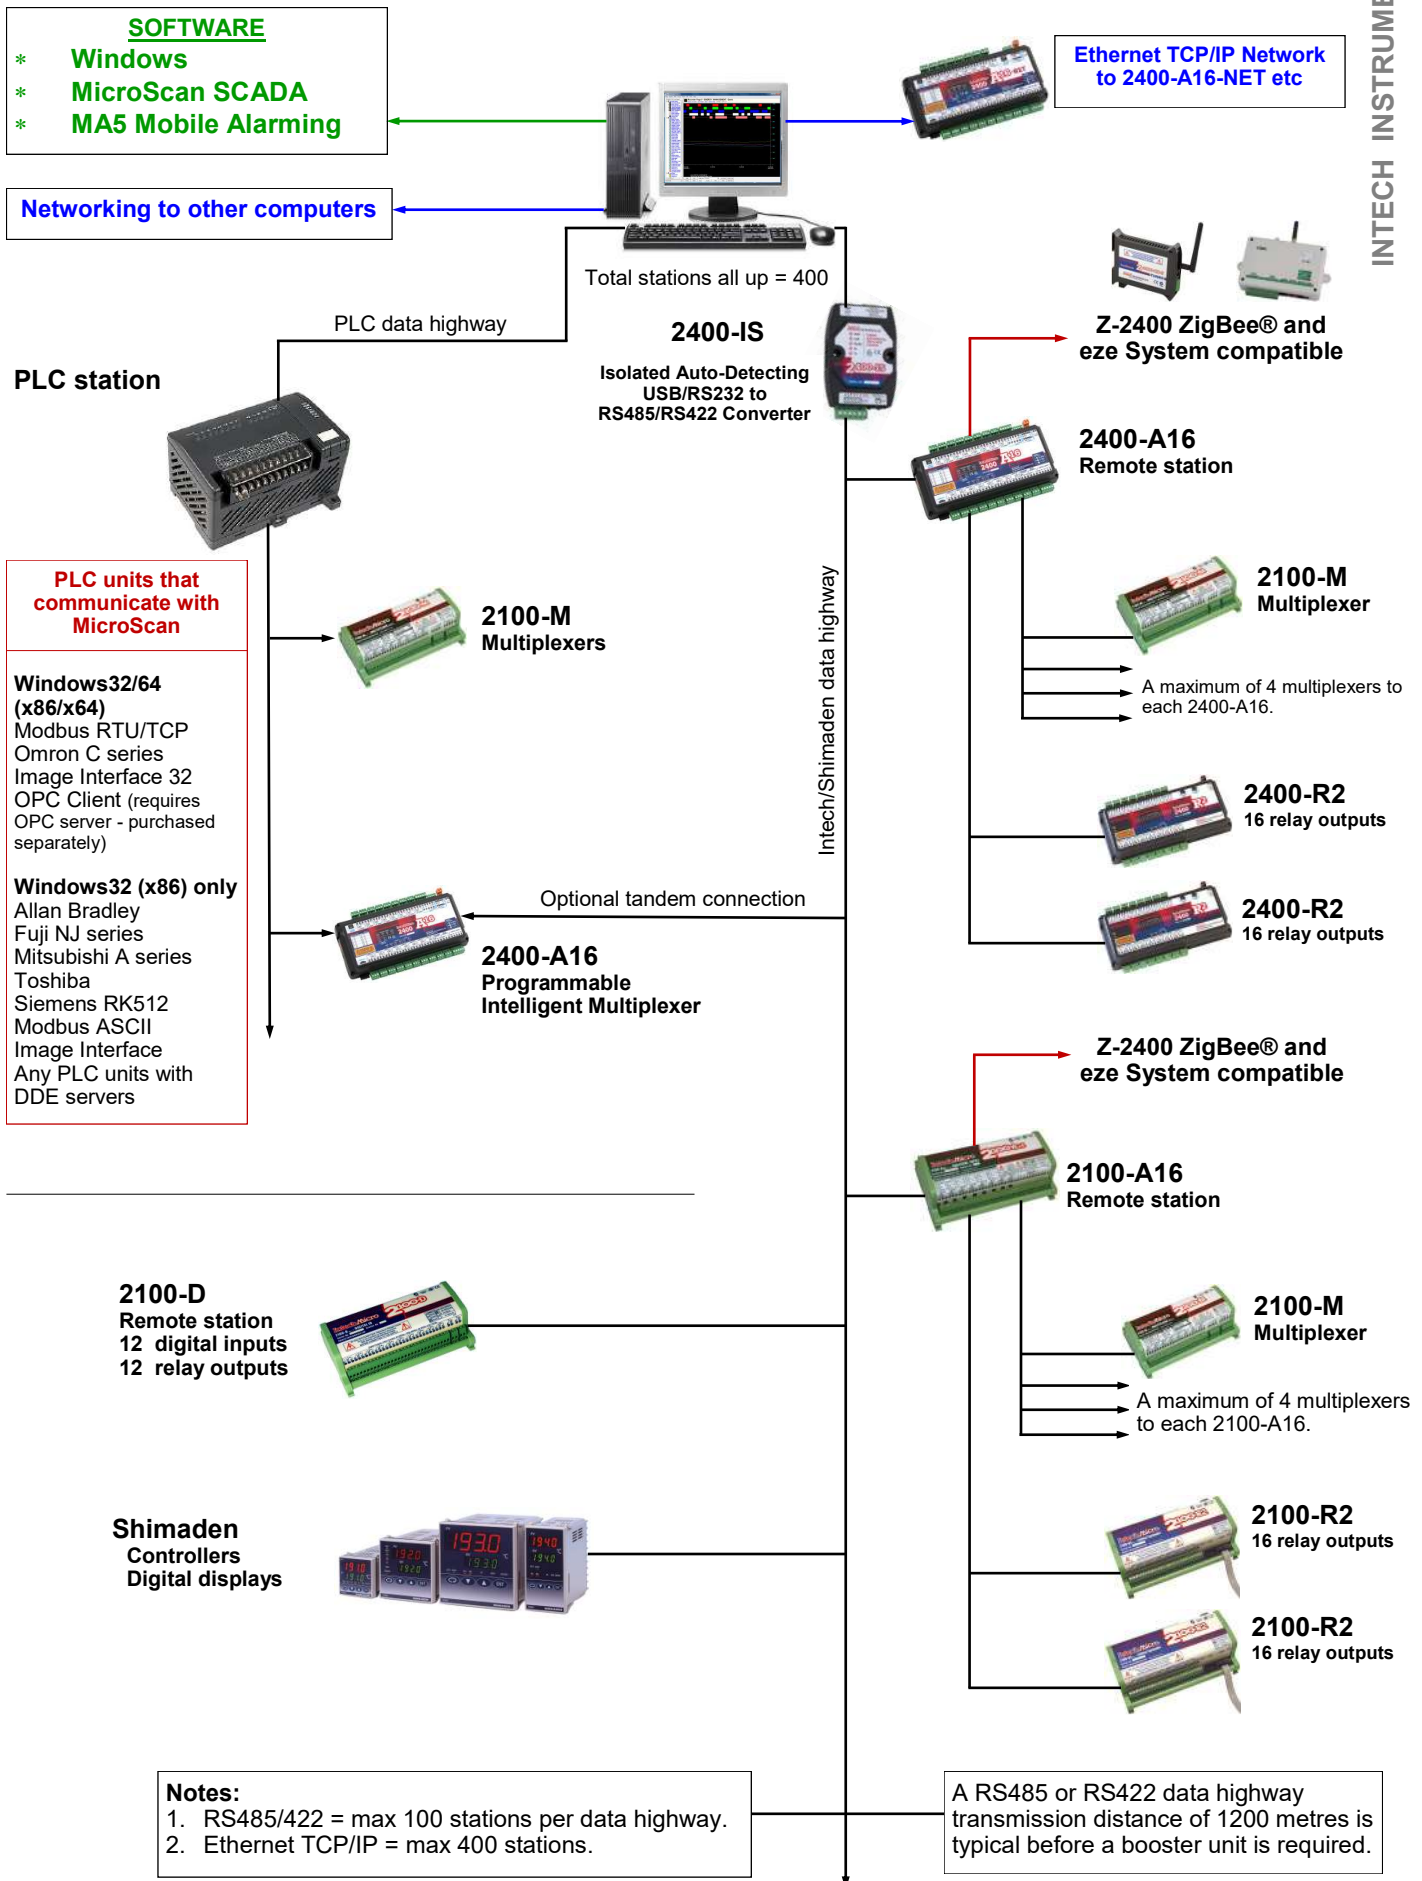 SOFTWARE
* Windows
* MicroScan SCADA
* MA5 Mobile Alarming
Networking to other computers
Ethernet TCP/IP Network
to 2400-A16-NET etc
INTECH INSTRUME
Total stations all up = 400
PLC data highway
2400-IS
Isolated Auto-Detecting
USB/RS232 to
RS485/RS422 Converter
Z-2400 ZigBee® and
eze System compatible
PLC station
2400-A16
Remote station
PLC units that
communicate with
MicroScan
Windows32/64
(x86/x64)
Modbus RTU/TCP
Omron C series
Image Interface 32
OPC Client (requires
OPC server - purchased
separately)
Windows32 (x86) only
Allan Bradley
Fuji NJ series
Mitsubishi A series
Toshiba
Siemens RK512
Modbus ASCII
Image Interface
Any PLC units with
DDE servers
2100-M
Multiplexers
Intech/Shimaden data highway
2100-M
Multiplexer
A maximum of 4 multiplexers to
each 2400-A16.
2400-R2
16 relay outputs
2400-R2
16 relay outputs
Optional tandem connection
2400-A16
Programmable
Intelligent Multiplexer
Z-2400 ZigBee® and
eze System compatible
2100-A16
Remote station
2100-D
Remote station
12 digital inputs
12 relay outputs
2100-M
Multiplexer
A maximum of 4 multiplexers
to each 2100-A16.
Shimaden
Controllers
Digital displays
2100-R2
16 relay outputs
2100-R2
16 relay outputs
Notes:
1. RS485/422 = max 100 stations per data highway.
2. Ethernet TCP/IP = max 400 stations.
A RS485 or RS422 data highway
transmission distance of 1200 metres is
typical before a booster unit is required.